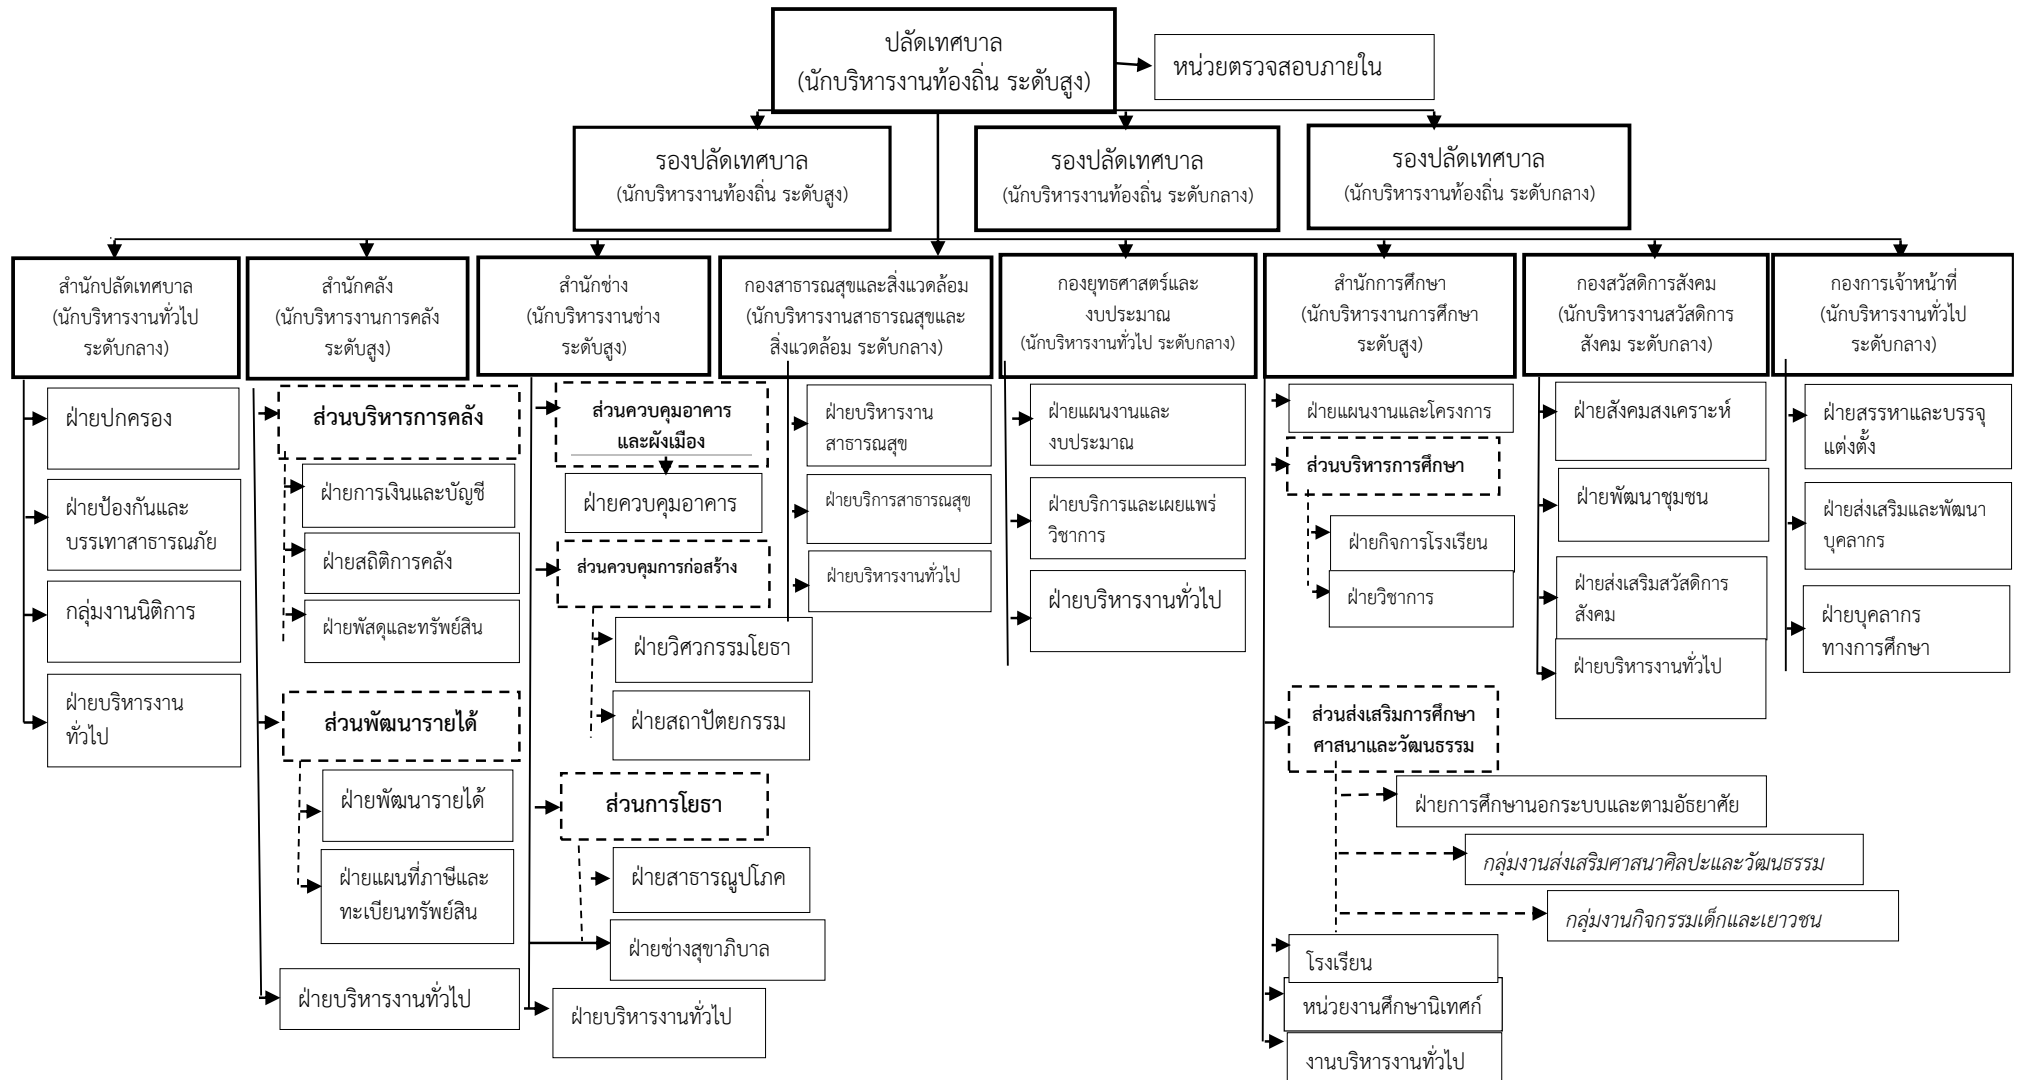 ปลัดเทศบาล
(นักบริหารงานท้องถิ่น ระดับสูง)
หน่วยตรวจสอบภายใน
รองปลัดเทศบาล
(นักบริหารงานท้องถิ่น ระดับสูง)
รองปลัดเทศบาล
(นักบริหารงานท้องถิ่น ระดับกลาง)
รองปลัดเทศบาล
(นักบริหารงานท้องถิ่น ระดับกลาง)
สำนักปลัดเทศบาล
(นักบริหารงานทั่วไป
ระดับกลาง)
ฝ่ายปกครอง
ฝ่ายป้องกันและ
บรรเทาสาธารณภัย
กลุ่มงานนิติการ
ฝ่ายบริหารงาน
ทั่วไป
สำนักคลัง
(นักบริหารงานการคลัง
ระดับสูง)
ส่วนบริหารการคลัง
ฝ่ายการเงินและบัญชี
ฝ่ายสถิติการคลัง
ฝ่ายพัสดุและทรัพย์สิน
ส่วนพัฒนารายได้
ฝ่ายพัฒนารายได้
ฝ่ายแผนที่ภาษีและ
ทะเบียนทรัพย์สิน
ฝ่ายบริหารงานทั่วไป
สำนักช่าง
(นักบริหารงานช่าง
ระดับสูง)
ส่วนควบคุมอาคาร
และผังเมือง
ฝ่ายควบคุมอาคาร
ส่วนควบคุมการก่อสร้าง
ฝ่ายวิศวกรรมโยธา
ฝ่ายสถาปัตยกรรม
ส่วนการโยธา
ฝ่ายสาธารณูปโภค
ฝ่ายช่างสุขาภิบาล
ฝ่ายบริหารงานทั่วไป
กองสาธารณสุขและสิ่งแวดล้อม
(นักบริหารงานสาธารณสุขและ
สิ่งแวดล้อม ระดับกลาง)
ฝ่ายบริหารงาน
สาธารณสุข
ฝ่ายบริการสาธารณสุข
ฝ่ายบริหารงานทั่วไป
กองยุทธศาสตร์และ
งบประมาณ
(นักบริหารงานทั่วไป ระดับกลาง)
ฝ่ายแผนงานและ
งบประมาณ
ฝ่ายบริการและเผยแพร่
วิชาการ
ฝ่ายบริหารงานทั่วไป
สำนักการศึกษา
(นักบริหารงานการศึกษา
ระดับสูง)
ฝ่ายแผนงานและโครงการ
ส่วนบริหารการศึกษา
ฝ่ายกิจการโรงเรียน
ฝ่ายวิชาการ
ส่วนส่งเสริมการศึกษา
ศาสนาและวัฒนธรรม
ฝ่ายการศึกษานอกระบบและตามอัธยาศัย
กลุ่มงานส่งเสริมศาสนาศิลปะและวัฒนธรรม
กลุ่มงานกิจกรรมเด็กและเยาวชน
โรงเรียน
หน่วยงานศึกษานิเทศก์
งานบริหารงานทั่วไป
กองสวัสดิการสังคม
(นักบริหารงานสวัสดิการ
สังคม ระดับกลาง)
ฝ่ายสังคมสงเคราะห์
ฝ่ายพัฒนาชุมชน
ฝ่ายส่งเสริมสวัสดิการ
สังคม
ฝ่ายบริหารงานทั่วไป
กองการเจ้าหน้าที่
(นักบริหารงานทั่วไป
ระดับกลาง)
ฝ่ายสรรหาและบรรจุ
แต่งตั้ง
ฝ่ายส่งเสริมและพัฒนา
บุคลากร
ฝ่ายบุคลากร
ทางการศึกษา